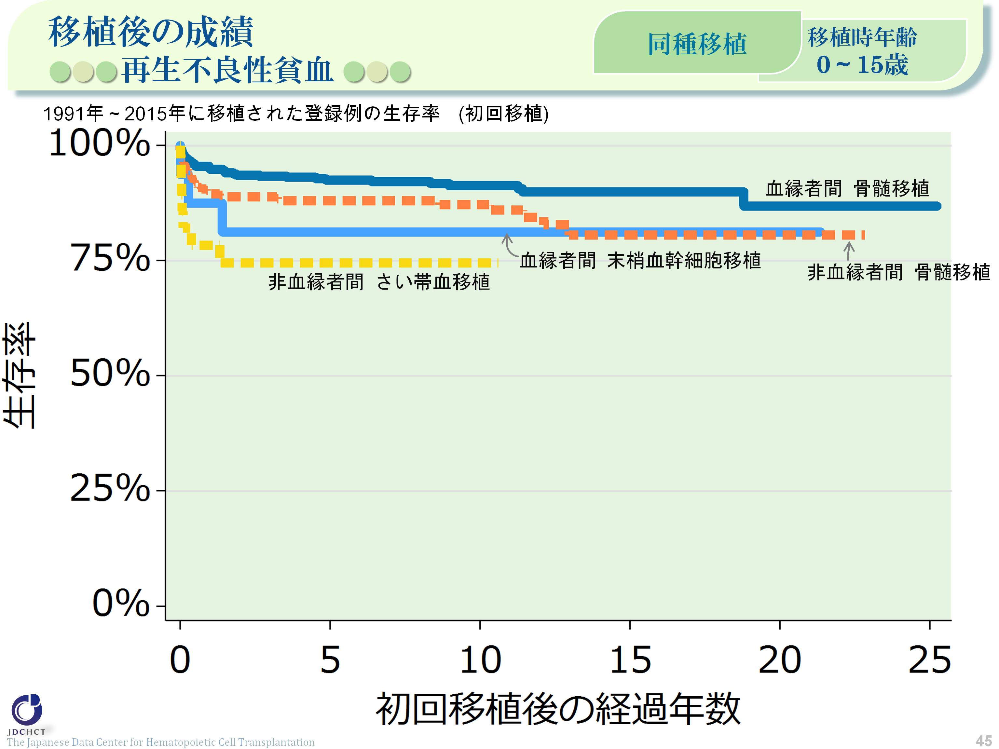 移植後の成績
再生不良性貧血
同種移植
移植時年齢
0 ~ 15歳
1991年 ~ 2015年に移植された登録例の生存率 (初回移植)
100%
75%
50%
25%
0%
生存率
血縁者間 骨髄移植
血縁者間 末梢血幹細胞移植
非血縁者間 骨髄移植
非血縁者間 さい帯血移植
0 5 10 15 20 25
初回移植後の経過年数
JDCHCT
The Japanese Data Center for Hematopoietic Cell Transplantation
45